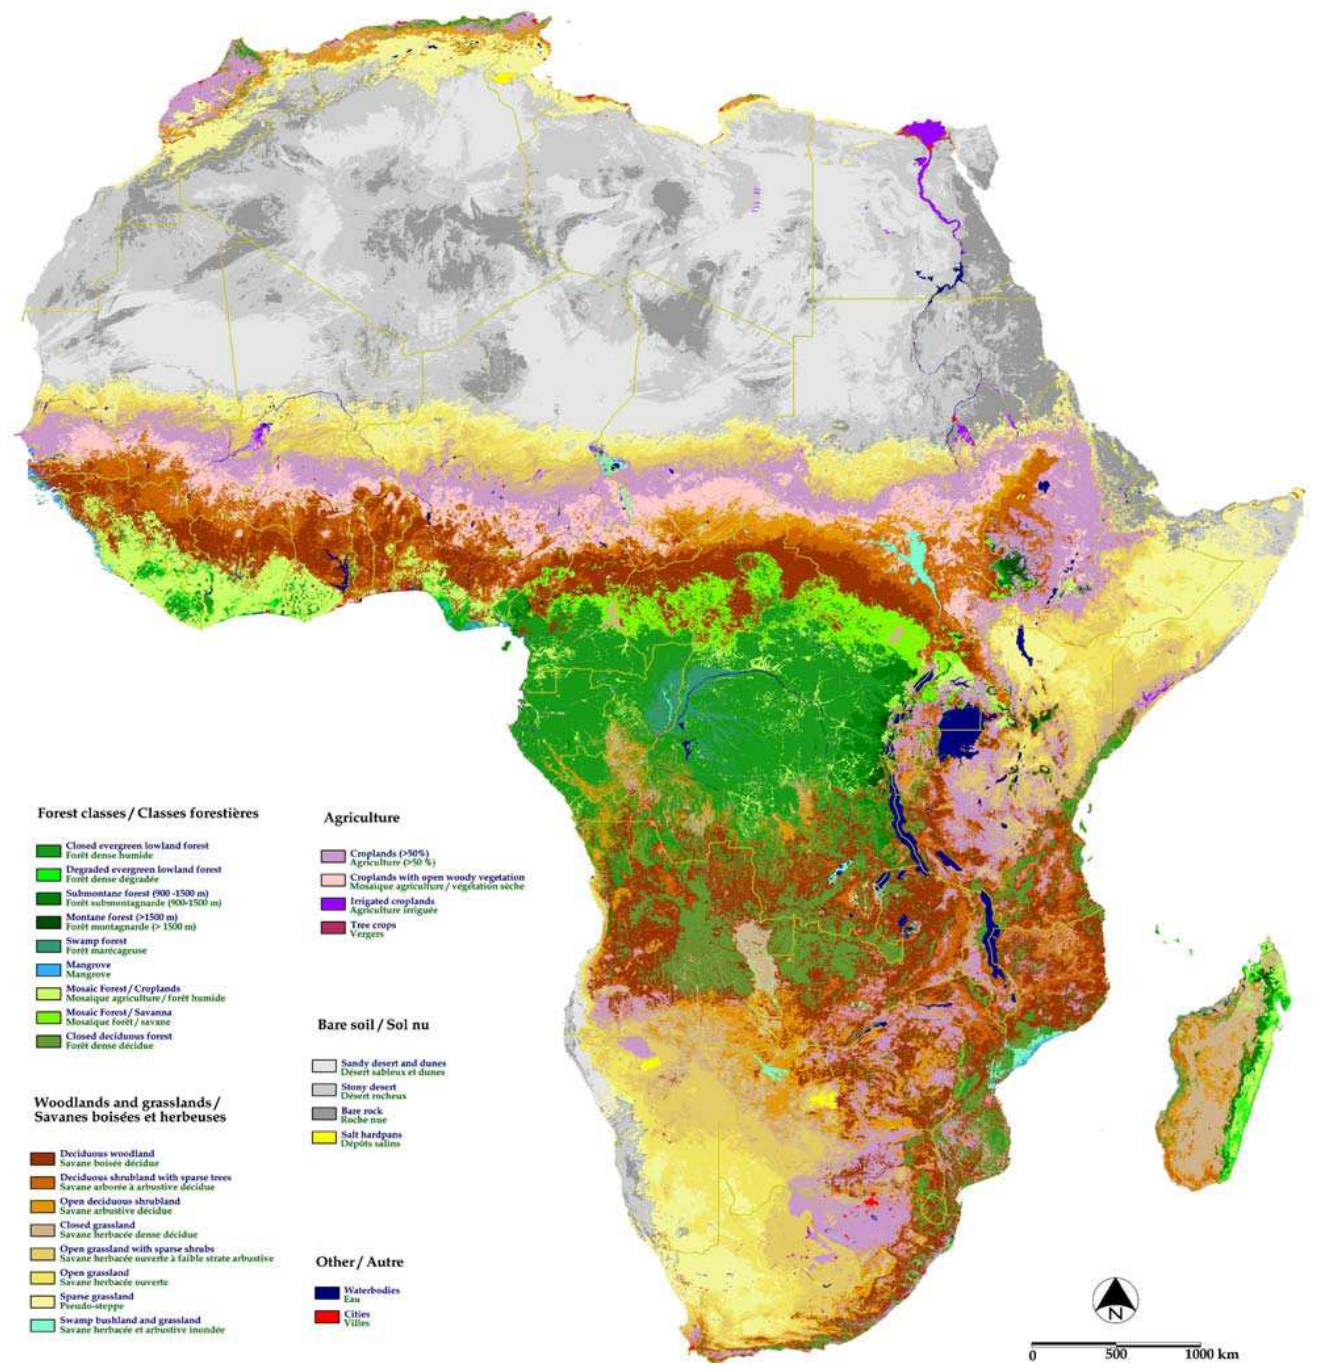 Forest classes / Classes forestières
Closed evergreen lowland forest
Forêt dense humide
Degraded evergreen lowland forest
Forêt dense dégradée
Submontane forest (900 -1500 m)
Forêt submontagnarde (900-1500 m)
Montane forest (>1500 m)
Forêt montagnarde (> 1500 m)
Swamp forest
Forêt marécageuse
Mangrove
Mangrove
Mosaic Forest / Croplands
Mosaique agriculture / forêt humide
Mosaic Forest / Savanna
Mosaique forêt / savane
Closed deciduous forest
Forêt dense décidue
Woodlands and grasslands /
Savanes boisées et herbeuses
Deciduous woodland
Savane boisée décidue
Deciduous shrubland with sparse trees
Savane arborée à arbustive décidue
Open deciduous shrubland
Savane arbustive décidue
Closed grassland
Savane herbacée dense décidue
Open grassland with sparse shrubs
Savane herbacée ouverte à faible strate arbustive
Open grassland
Savane herbacée ouverte
Sparse grassland
Pseudo-steppe
Swamp bushland and grassland
Savane herbacée et arbustive inondée
Agriculture
Croplands (>50%)
Agriculture (>50 %)
Croplands with open woody vegetation
Mosaique agriculture / végétation sèche
Irrigated croplands
Agriculture irriguée
Tree crops
Vergers
Bare soil / Sol nu
Sandy desert and dunes
Désert sableux et dunes
Stony desert
Désert rocheux
Bare rock
Roche nue
Salt hardpans
Dépôts salins
Other / Autre
Waterbodies
Eau
Cities
Villes
N
0 500 1000 km